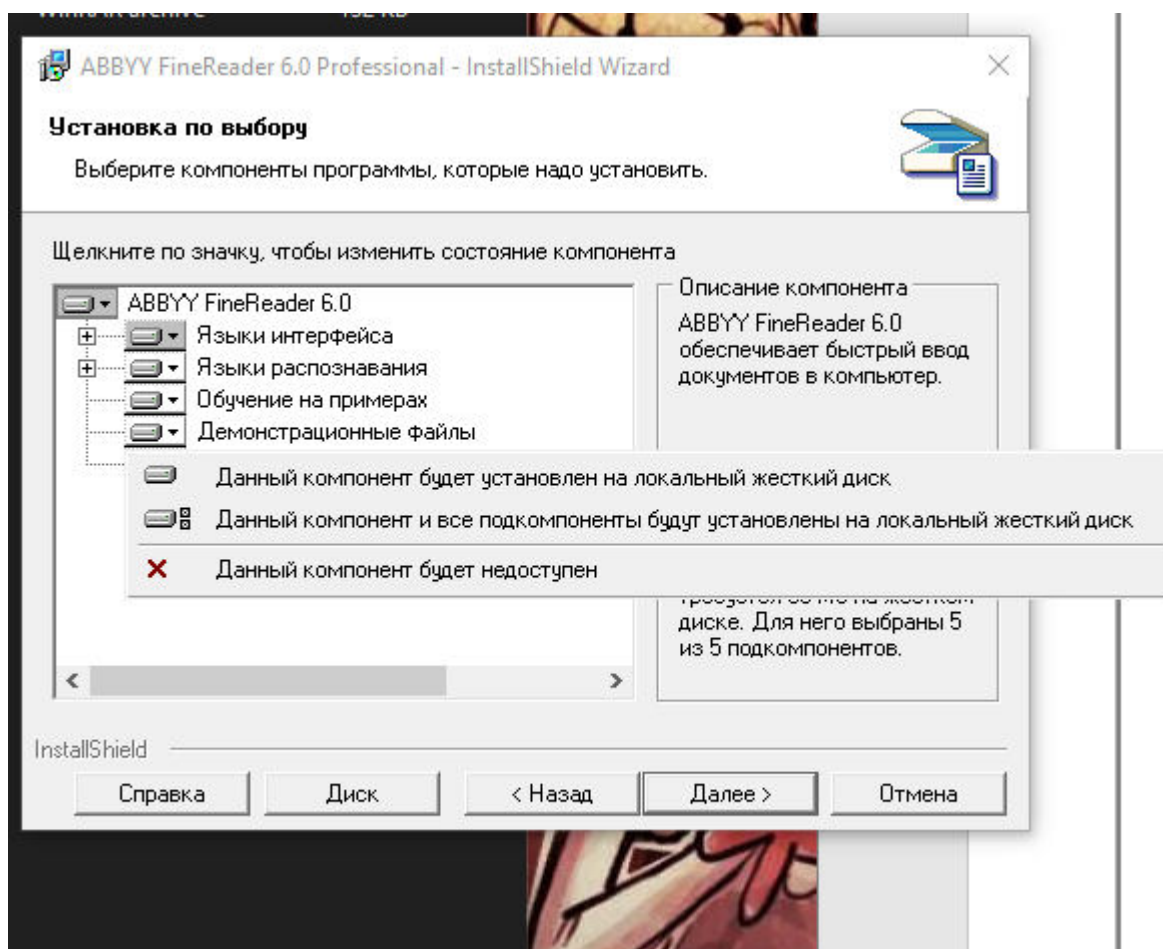 WinRAR archive 132 KB
ABBYY FineReader 6.0 Professional - InstallShield Wizard
Установка по выбору
Выберите компоненты программы, которые надо установить.
Щелкните по значку, чтобы изменить состояние компонента
ABBYY FineReader 6.0
Языки интерфейса
Языки распознавания
Обучение на примерах
Демонстрационные файлы
Описание компонента
ABBYY FineReader 6.0
обеспечивает быстрый ввод
документов в компьютер.
Данный компонент будет установлен на локальный жесткий диск
Данный компонент и все подкомпоненты будут установлены на локальный жесткий диск
Данный компонент будет недоступен
диске. Для него выбраны 5
из 5 подкомпонентов.
InstallShield
Справка
Диск
< Назад
Далее >
Отмена